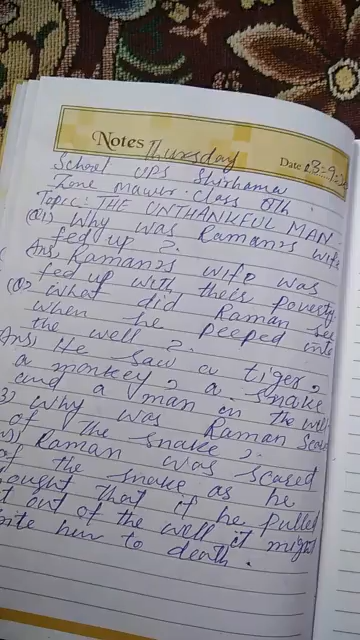 Notes Thursday
Date 03-9-20
School UPS Shirhama
Zone Mawer. Class 6th.
Topic: THE UNTHANKFUL MAN
(Q1) Why was Raman's wife
fed up ?
Ans) Raman's wife was
fed up with their poverty.
(Q2) What did Raman see
when he peeped into
the well ?
Ans) He saw a tiger,
a monkey, a snake
and a man in the well
3) Why was Raman scared
of the snake ?
Ans) Raman was scared
of the snake as he
ought that if he pulled
it out of the well it might
bite him to death.